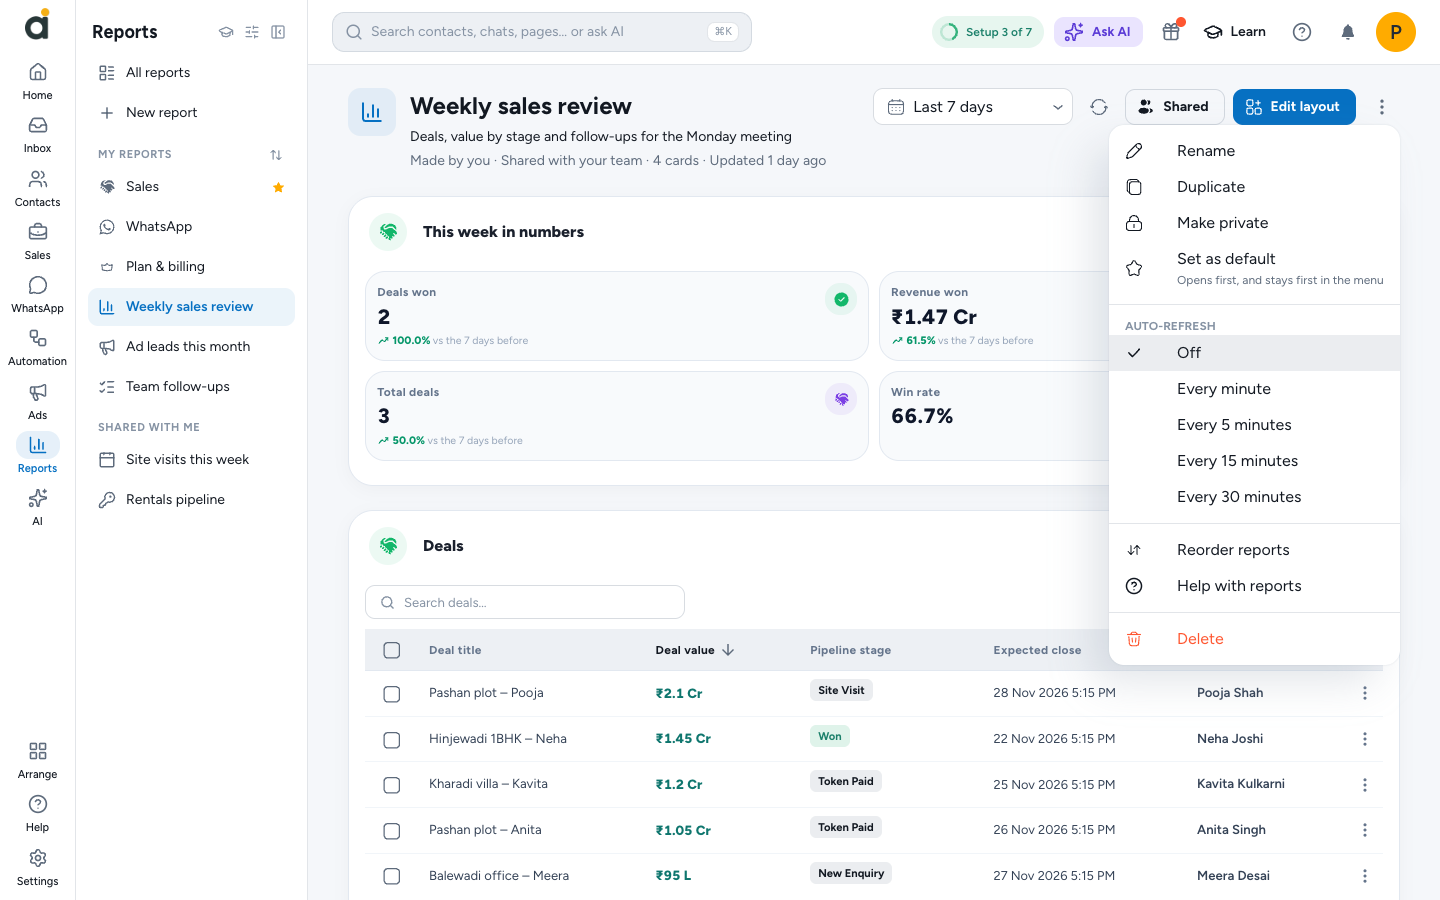 Reports
Home
Inbox
Contacts
Sales
WhatsApp
Automation
Ads
Reports
AI
Arrange
Help
Settings
All reports
New report
MY REPORTS
Sales
WhatsApp
Plan & billing
Weekly sales review
Ad leads this month
Team follow-ups
SHARED WITH ME
Site visits this week
Rentals pipeline
Search contacts, chats, pages... or ask AI
⌘K
Setup 3 of 7
Ask AI
Learn
P
Weekly sales review
Deals, value by stage and follow-ups for the Monday meeting
Made by you · Shared with your team · 4 cards · Updated 1 day ago
Last 7 days
Shared
Edit layout
Rename
Duplicate
Make private
Set as default
Opens first, and stays first in the menu
AUTO-REFRESH
Off
Every minute
Every 5 minutes
Every 15 minutes
Every 30 minutes
Reorder reports
Help with reports
Delete
This week in numbers
Deals won
2
100.0% vs the 7 days before
Revenue won
₹1.47 Cr
61.5% vs the 7 days before
Total deals
3
50.0% vs the 7 days before
Win rate
66.7%
Deals
Search deals...
Deal title Deal value Pipeline stage Expected close
Pashan plot – Pooja ₹2.1 Cr Site Visit 28 Nov 2026 5:15 PM Pooja Shah
Hinjewadi 1BHK – Neha ₹1.45 Cr Won 22 Nov 2026 5:15 PM Neha Joshi
Kharadi villa – Kavita ₹1.2 Cr Token Paid 25 Nov 2026 5:15 PM Kavita Kulkarni
Pashan plot – Anita ₹1.05 Cr Token Paid 26 Nov 2026 5:15 PM Anita Singh
Balewadi office – Meera ₹95 L New Enquiry 27 Nov 2026 5:15 PM Meera Desai